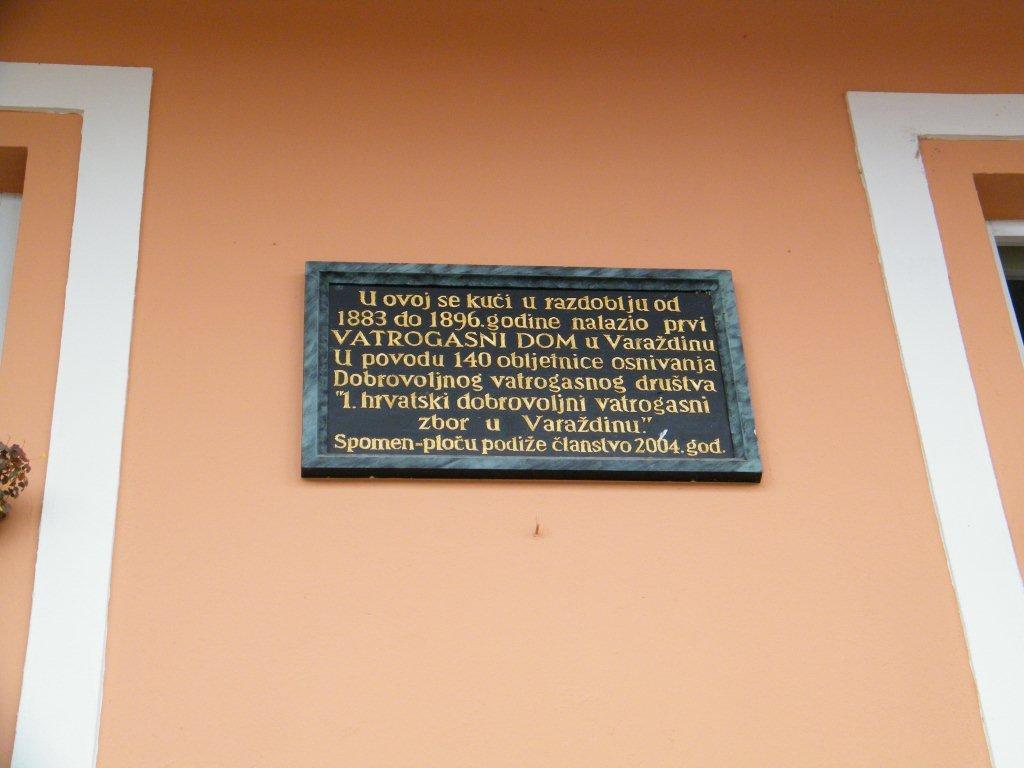 U ovoj se kući u razdoblju od
1883 do 1896. godine nalazio prvi
VATROGASNI DOM u Varaždinu
U povodu 140 obljetnice osnivanja
Dobrovoljnog vatrogasnog društva
"1. hrvatski dobrovoljni vatrogasni
zbor u Varaždinu."
Spomen-ploču podiže članstvo 2004. god.